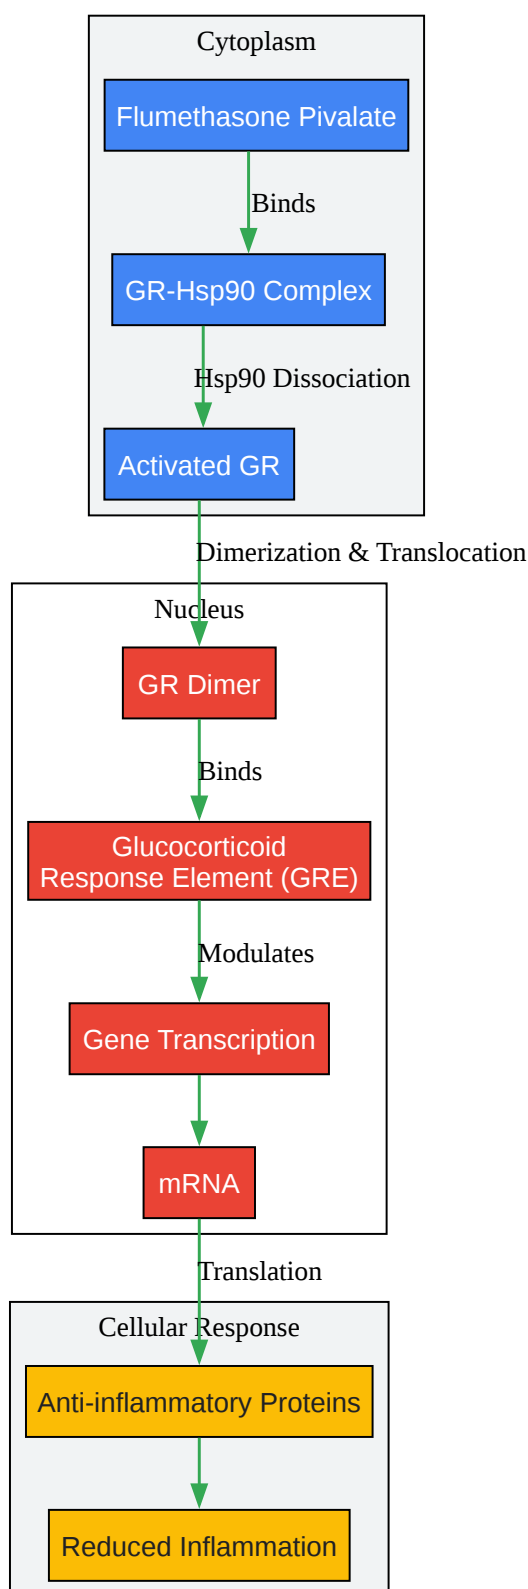 Cytoplasm
Flumethasone Pivalate
Binds
GR-Hsp90 Complex
Hsp90 Dissociation
Activated GR
Dimerization & Translocation
Nucleus
GR Dimer
Binds
Glucocorticoid
Response Element (GRE)
Modulates
Gene Transcription
mRNA
Translation
Cellular Response
Anti-inflammatory Proteins
Reduced Inflammation